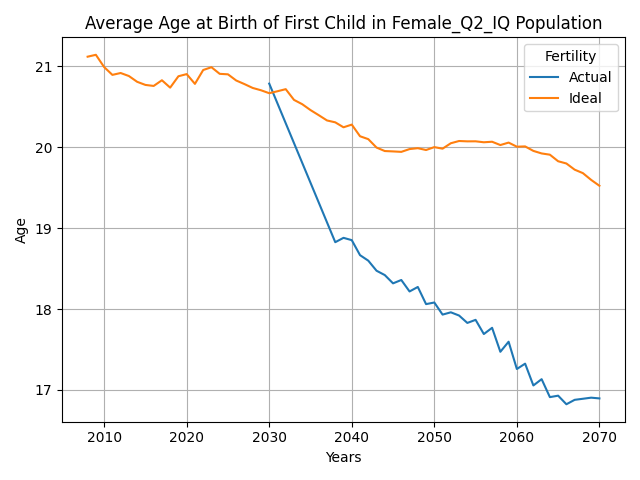 Average Age at Birth of First Child in Female_Q2_IQ Population
Fertility
Actual
Ideal
Age
21
20
19
18
17
2010 2020 2030 2040 2050 2060 2070
Years